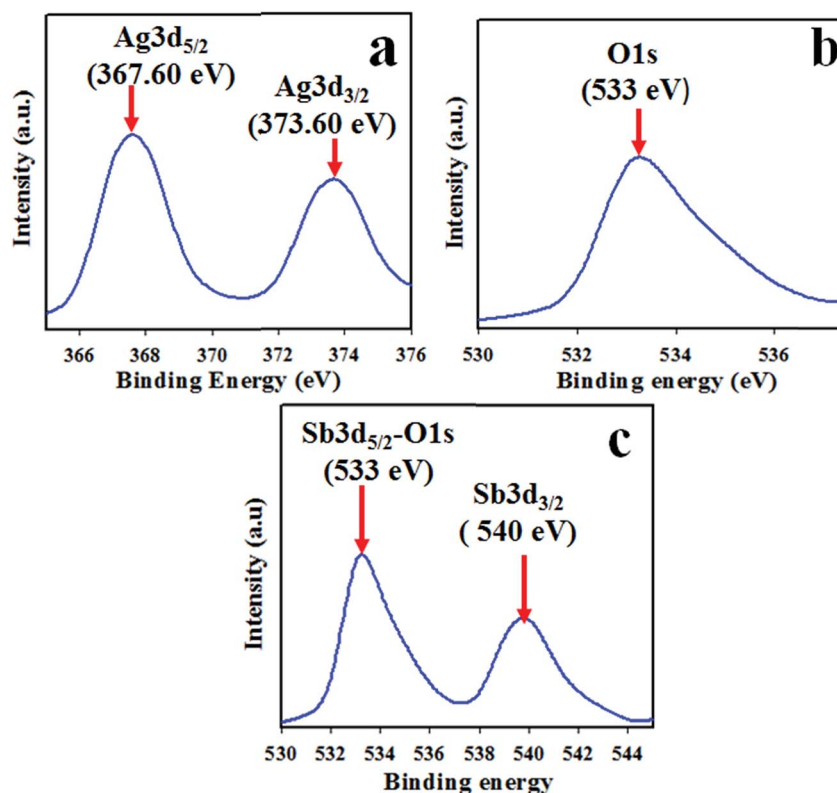 a
Ag3d5/2
(367.60 eV)
Ag3d3/2
(373.60 eV)
Intensity (a.u.)
366 368 370 372 374 376
Binding Energy (eV)
b
O1s
(533 eV)
Intensity (a.u.)
530 532 534 536
Binding energy (eV)
c
Sb3d5/2-O1s
(533 eV)
Sb3d3/2
( 540 eV)
Intensity (a.u)
530 532 534 536 538 540 542 544
Binding energy